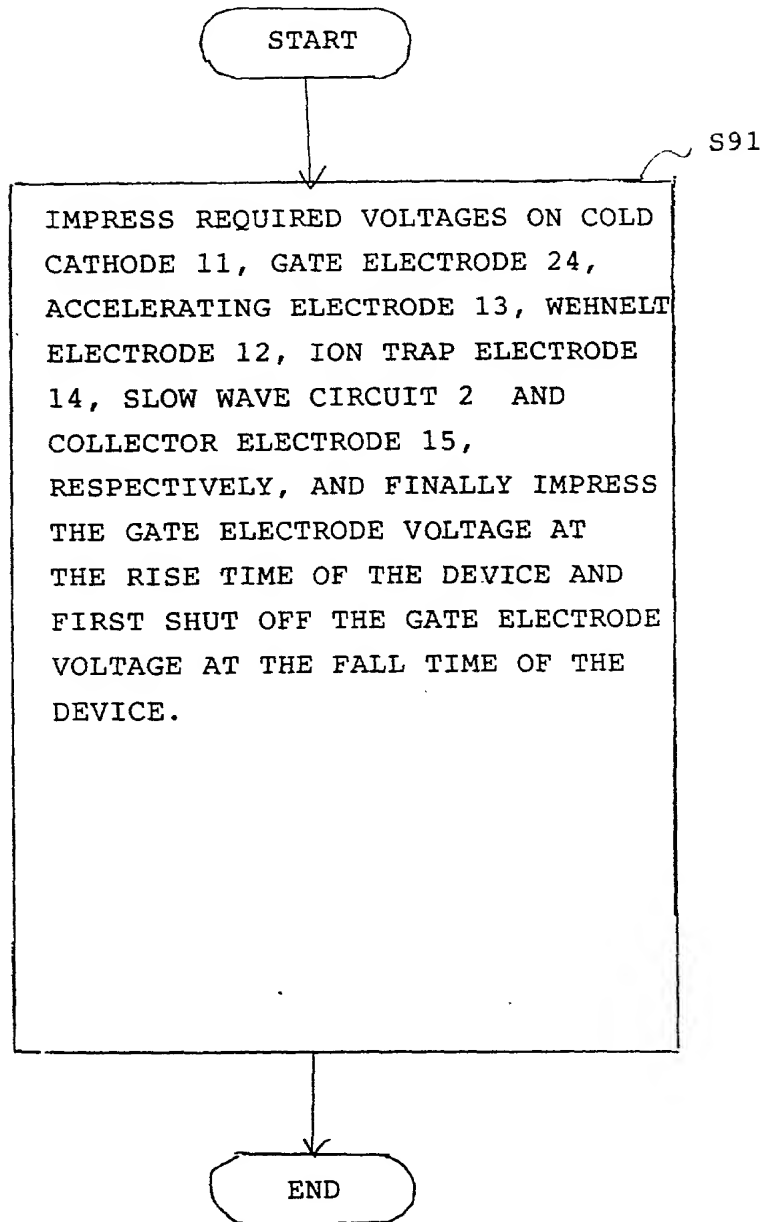 START
S91
IMPRESS REQUIRED VOLTAGES ON COLD
CATHODE 11, GATE ELECTRODE 24,
ACCELERATING ELECTRODE 13, WEHNELT
ELECTRODE 12, ION TRAP ELECTRODE
14, SLOW WAVE CIRCUIT 2 AND
COLLECTOR ELECTRODE 15,
RESPECTIVELY, AND FINALLY IMPRESS
THE GATE ELECTRODE VOLTAGE AT
THE RISE TIME OF THE DEVICE AND
FIRST SHUT OFF THE GATE ELECTRODE
VOLTAGE AT THE FALL TIME OF THE
DEVICE.
END